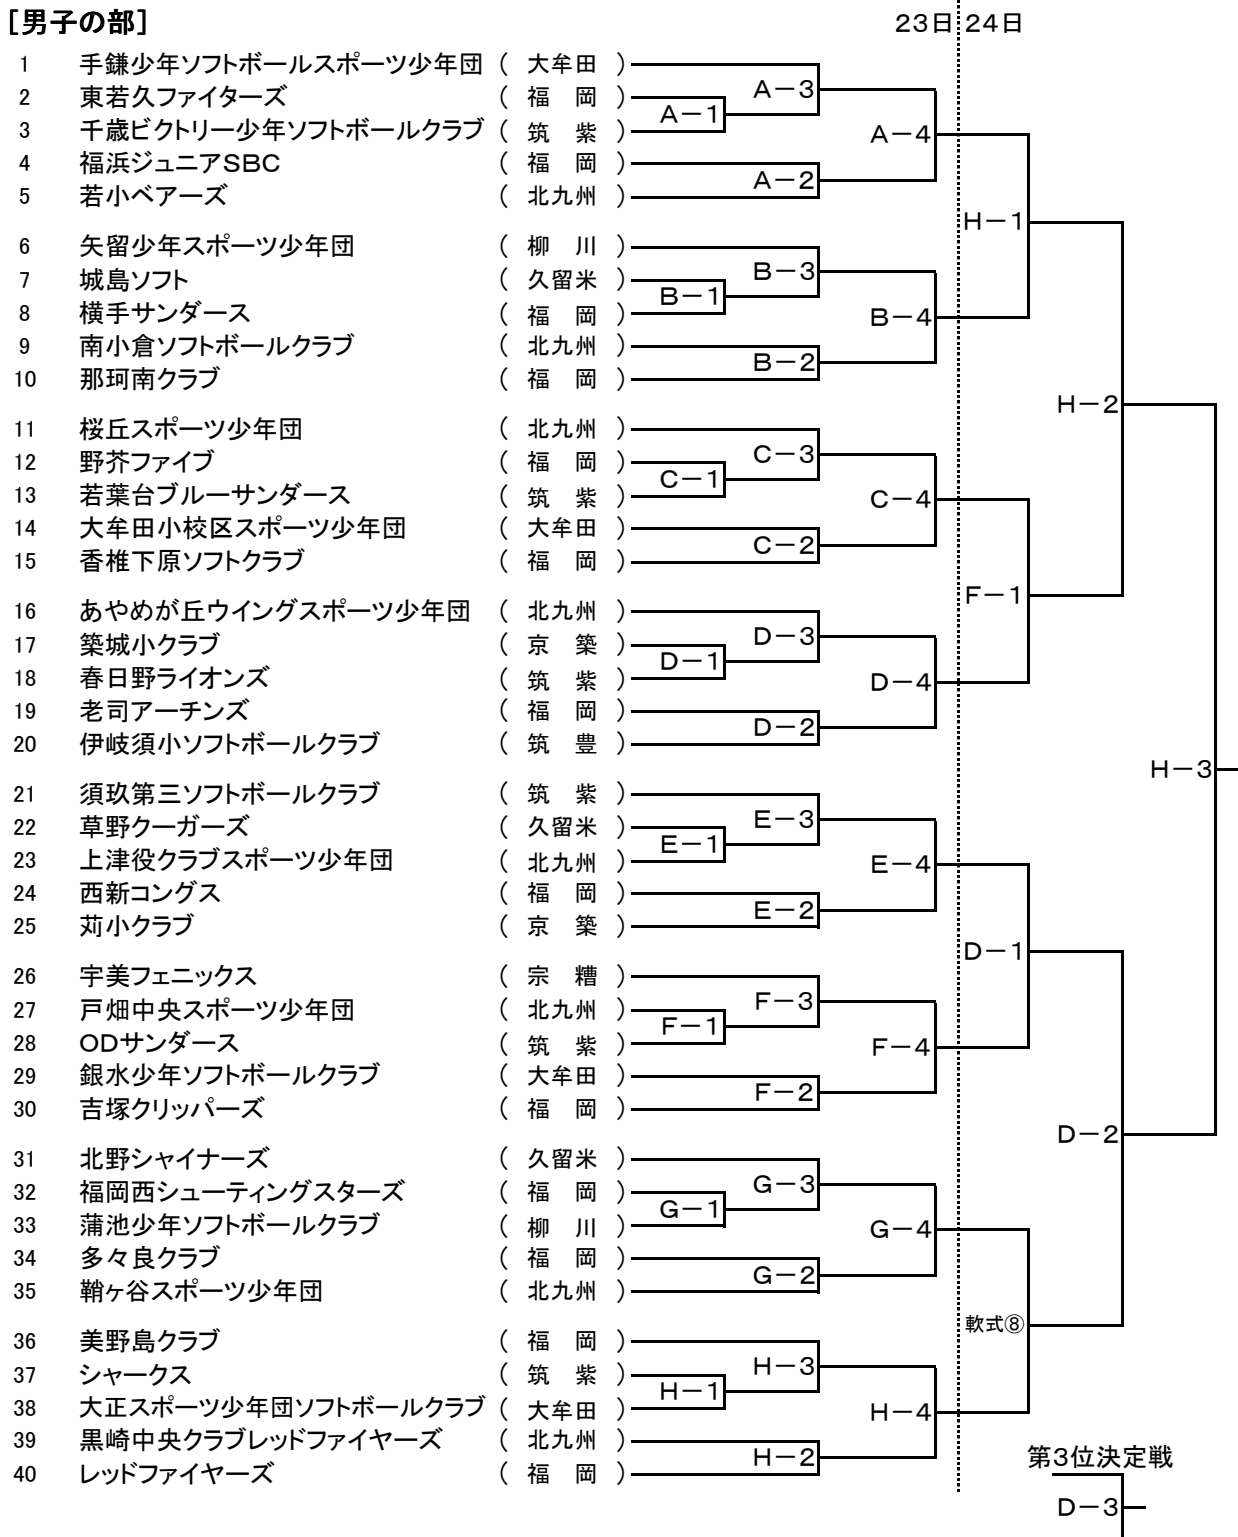 [男子の部]
23日 24日
1 手鎌少年ソフトボールスポーツ少年団 ( 大牟田 )
2 東若久ファイターズ ( 福 岡 )
3 千歳ビクトリー少年ソフトボールクラブ ( 筑 紫 )
4 福浜ジュニアSBC ( 福 岡 )
5 若小ベアーズ ( 北九州 )
A-1
A-3
A-2
A-4
6 矢留少年スポーツ少年団 ( 柳 川 )
7 城島ソフト ( 久留米 )
8 横手サンダース ( 福 岡 )
9 南小倉ソフトボールクラブ ( 北九州 )
10 那珂南クラブ ( 福 岡 )
B-1
B-3
B-2
B-4
H-1
11 桜丘スポーツ少年団 ( 北九州 )
12 野芥ファイブ ( 福 岡 )
13 若葉台ブルーサンダース ( 筑 紫 )
14 大牟田小校区スポーツ少年団 ( 大牟田 )
15 香椎下原ソフトクラブ ( 福 岡 )
C-1
C-3
C-2
C-4
16 あやめが丘ウイングスポーツ少年団 ( 北九州 )
17 築城小クラブ ( 京 築 )
18 春日野ライオンズ ( 筑 紫 )
19 老司アーチンズ ( 福 岡 )
20 伊岐須小ソフトボールクラブ ( 筑 豊 )
D-1
D-3
D-2
D-4
F-1
H-2
21 須玖第三ソフトボールクラブ ( 筑 紫 )
22 草野クーガーズ ( 久留米 )
23 上津役クラブスポーツ少年団 ( 北九州 )
24 西新コングス ( 福 岡 )
25 苅小クラブ ( 京 築 )
E-1
E-3
E-2
E-4
26 宇美フェニックス ( 宗 糟 )
27 戸畑中央スポーツ少年団 ( 北九州 )
28 ODサンダース ( 筑 紫 )
29 銀水少年ソフトボールクラブ ( 大牟田 )
30 吉塚クリッパーズ ( 福 岡 )
F-1
F-3
F-2
F-4
D-1
31 北野シャイナーズ ( 久留米 )
32 福岡西シューティングスターズ ( 福 岡 )
33 蒲池少年ソフトボールクラブ ( 柳 川 )
34 多々良クラブ ( 福 岡 )
35 鞘ヶ谷スポーツ少年団 ( 北九州 )
G-1
G-3
G-2
G-4
36 美野島クラブ ( 福 岡 )
37 シャークス ( 筑 紫 )
38 大正スポーツ少年団ソフトボールクラブ ( 大牟田 )
39 黒崎中央クラブレッドファイヤーズ ( 北九州 )
40 レッドファイヤーズ ( 福 岡 )
H-1
H-3
H-2
H-4
軟式⑧
D-2
H-3
第3位決定戦
D-3